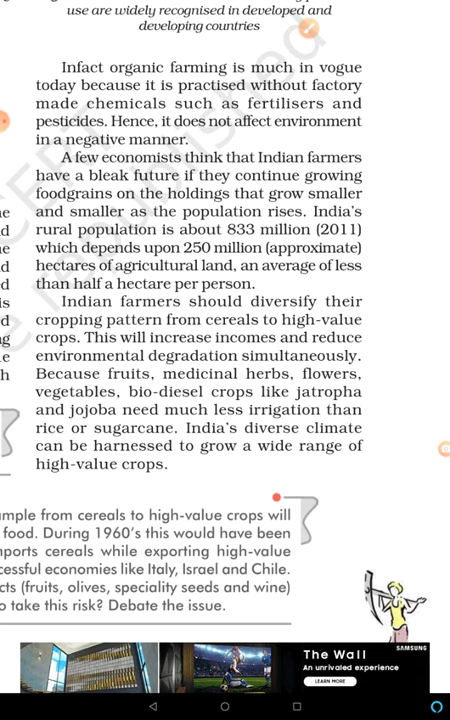 use are widely recognised in developed and
developing countries
Infact organic farming is much in vogue
today because it is practised without factory
made chemicals such as fertilisers and
pesticides. Hence, it does not affect environment
in a negative manner.
A few economists think that Indian farmers
have a bleak future if they continue growing
foodgrains on the holdings that grow smaller
and smaller as the population rises. India's
rural population is about 833 million (2011)
which depends upon 250 million (approximate)
hectares of agricultural land, an average of less
than half a hectare per person.
Indian farmers should diversify their
cropping pattern from cereals to high-value
crops. This will increase incomes and reduce
environmental degradation simultaneously.
Because fruits, medicinal herbs, flowers,
vegetables, bio-diesel crops like jatropha
and jojoba need much less irrigation than
rice or sugarcane. India's diverse climate
can be harnessed to grow a wide range of
high-value crops.
ample from cereals to high-value crops will
food. During 1960's this would have been
mports cereals while exporting high-value
cessful economies like Italy, Israel and Chile.
cts (fruits, olives, speciality seeds and wine)
o take this risk? Debate the issue.
The Wall
An unrivaled experience
LEARN MORE
SAMSUNG